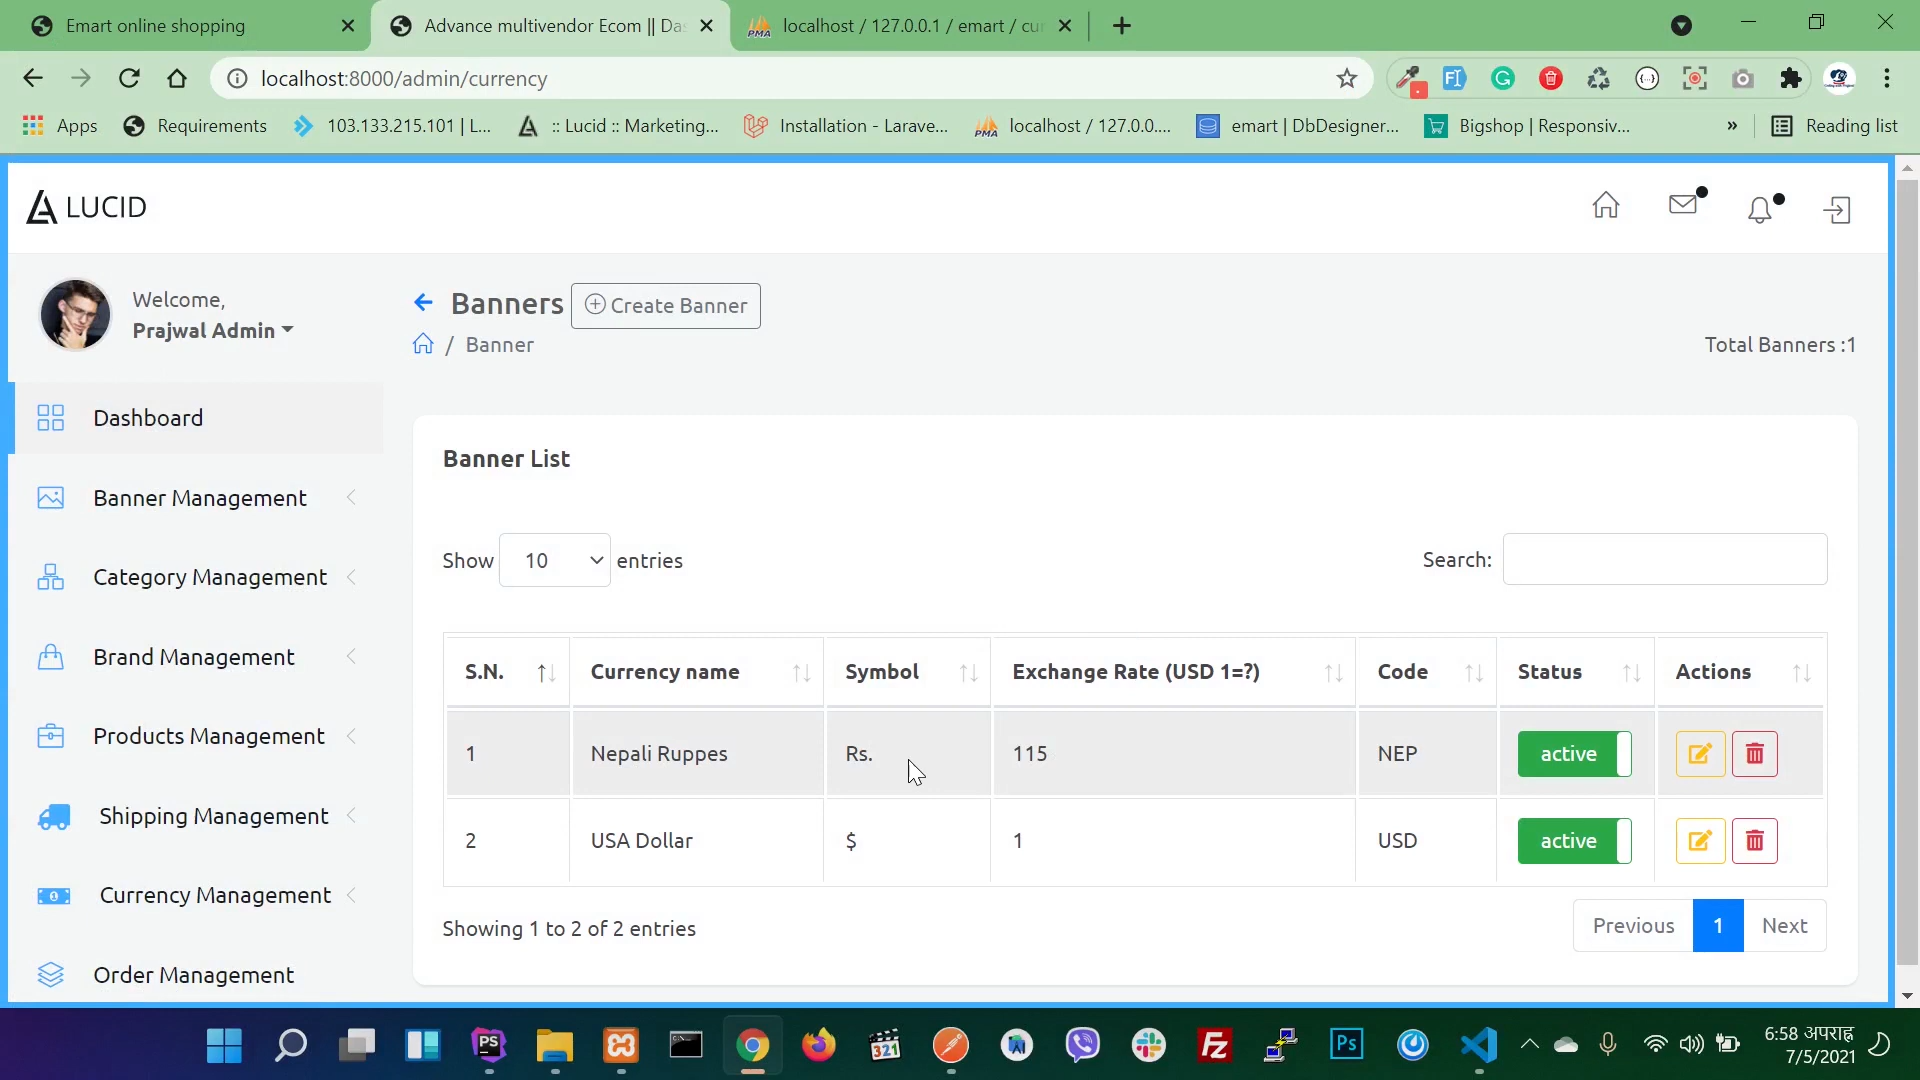 Emart online shopping
Advance multivendor Ecom || Da
localhost / 127.0.0.1 / emart / cur
localhost:8000/admin/currency
Apps
Requirements
103.133.215.101 | L...
:: Lucid :: Marketing...
Installation - Larave...
localhost / 127.0.0....
emart | DbDesigner...
Bigshop | Responsiv...
»
Reading list
LUCID
Welcome,
Prajwal Admin
Dashboard
Banner Management
Category Management
Brand Management
Products Management
Shipping Management
Currency Management
Order Management
Banners
Create Banner
/ Banner
Total Banners :1
Banner List
Show 10 entries
Search:
S.N. Currency name Symbol Exchange Rate (USD 1=?) Code Status Actions
1 Nepali Ruppes Rs. 115 NEP active
2 USA Dollar $ 1 USD active
Showing 1 to 2 of 2 entries
Previous 1 Next
6:58 अपराह्न
7/5/2021